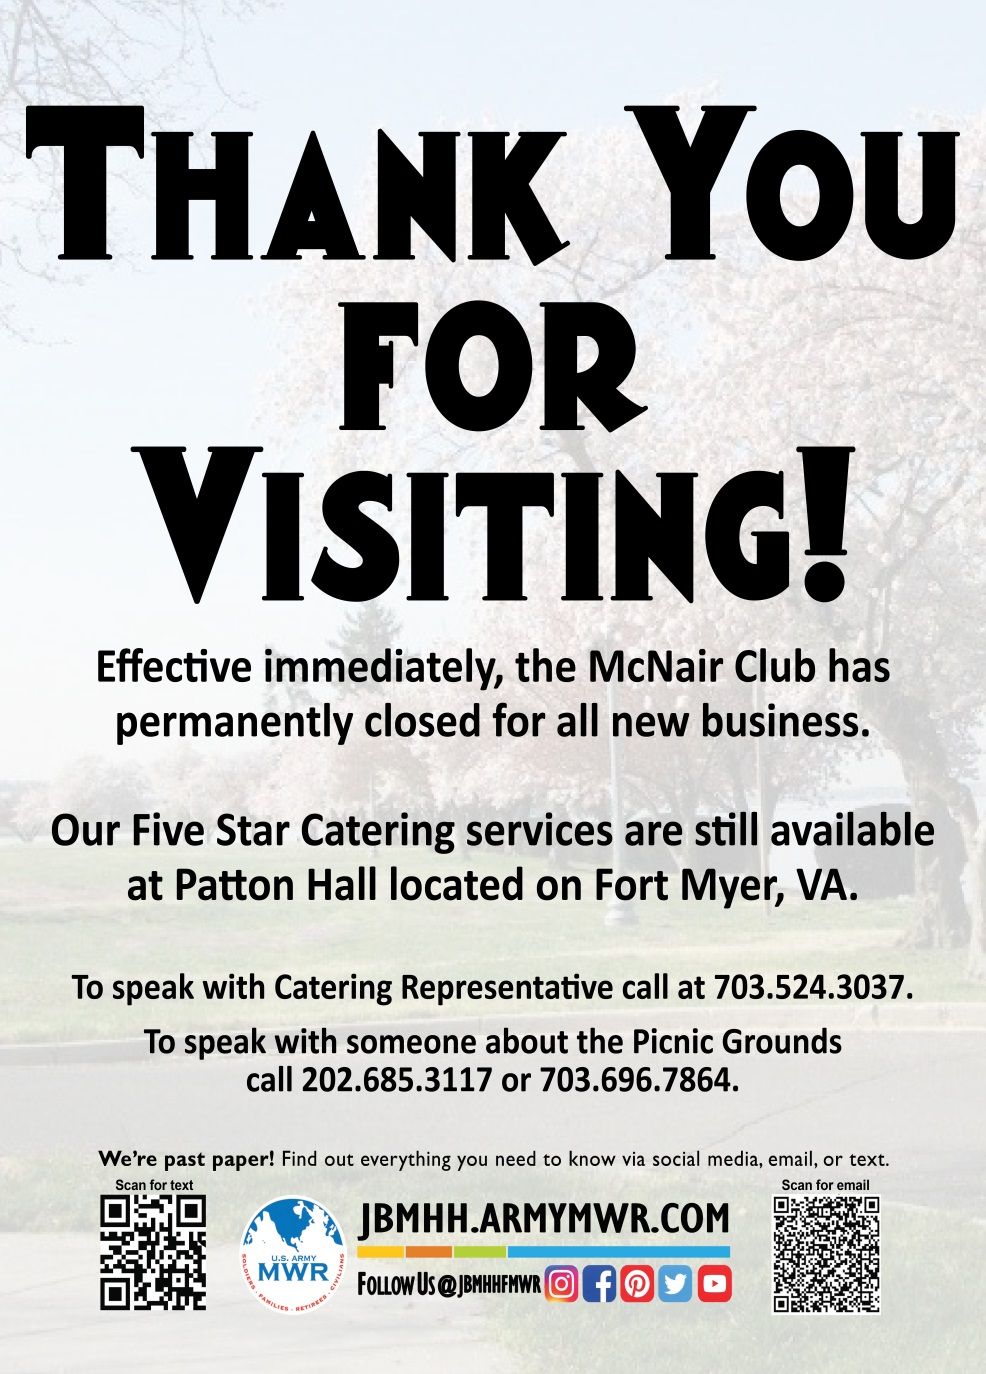 THANK YOU
FOR
VISITING!
Effective immediately, the McNair Club has
permanently closed for all new business.
Our Five Star Catering services are still available
at Patton Hall located on Fort Myer, VA.
To speak with Catering Representative call at 703.524.3037.
To speak with someone about the Picnic Grounds
call 202.685.3117 or 703.696.7864.
We're past paper! Find out everything you need to know via social media, email, or text.
Scan for text
Scan for email
U.S. ARMY
MWR
SOLDIERS · FAMILIES · RETIREES · CIVILIANS
JBMHH.ARMYMWR.COM
FOLLOW US @JBMHHFMWR